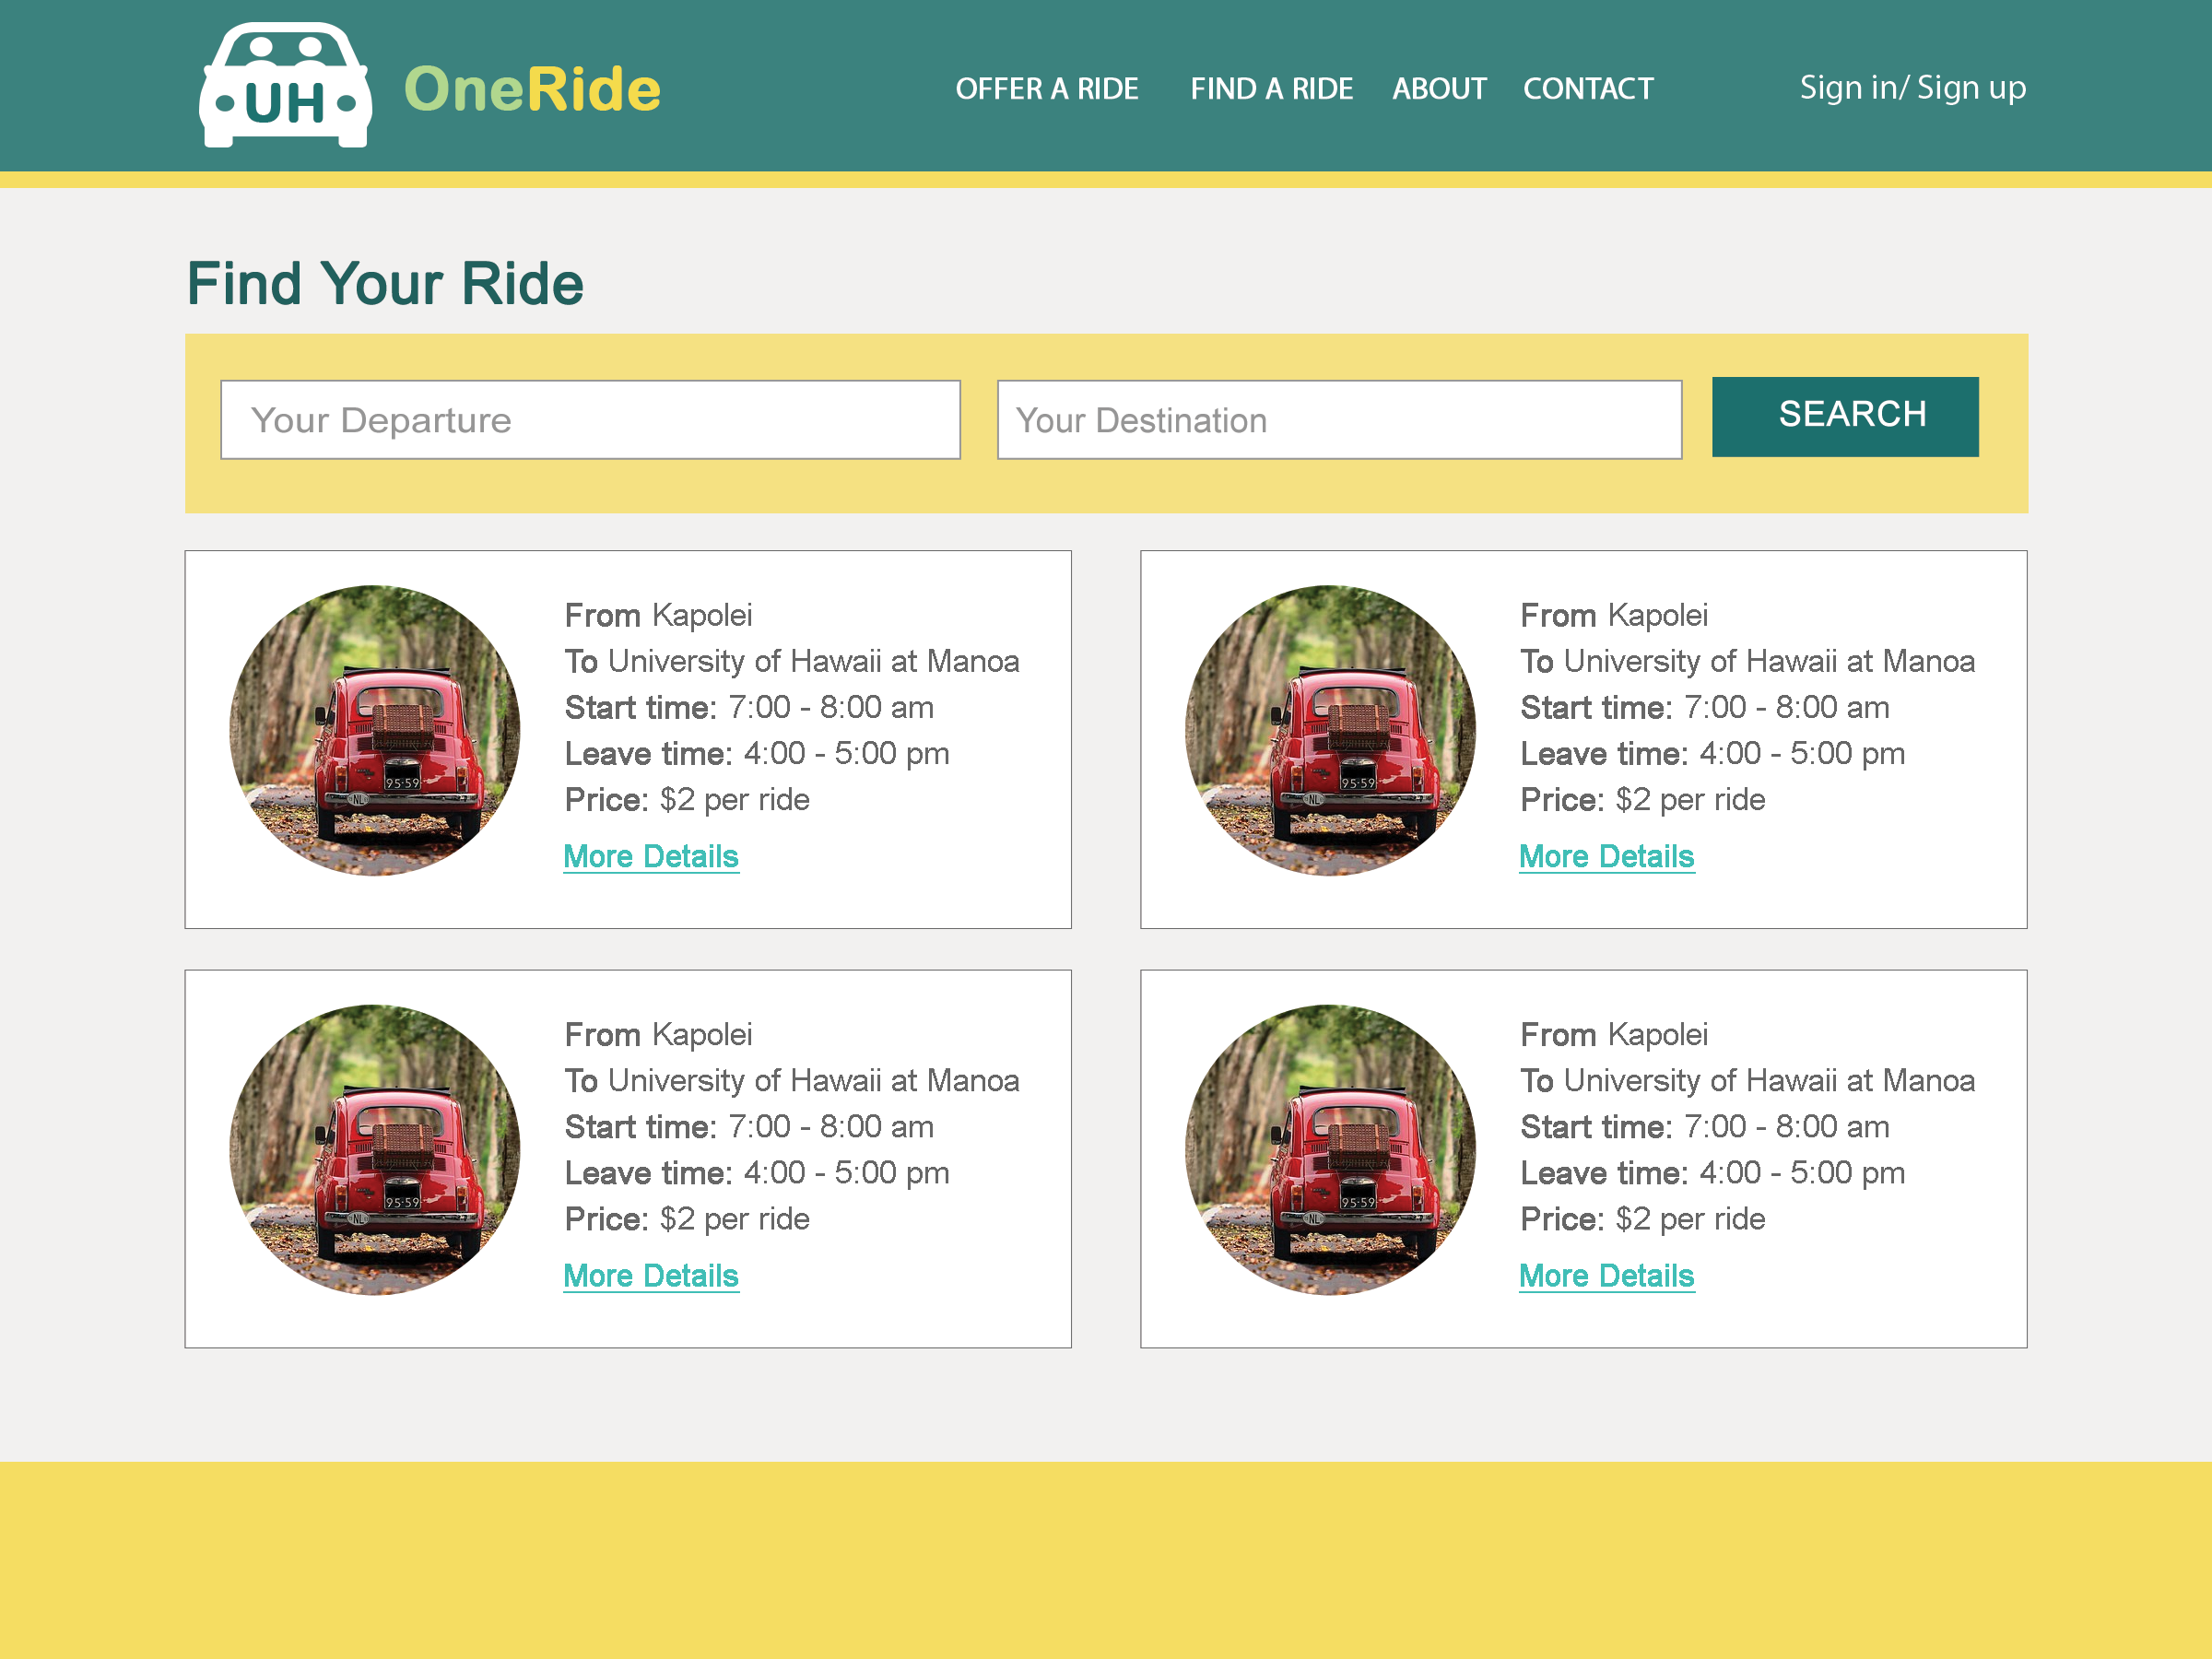 UH
OneRide
OFFER A RIDE
FIND A RIDE
ABOUT
CONTACT
Sign in/ Sign up
Find Your Ride
Your Departure
Your Destination
SEARCH
From Kapolei
To University of Hawaii at Manoa
Start time: 7:00 - 8:00 am
Leave time: 4:00 - 5:00 pm
Price: $2 per ride
More Details
95-59
NL
From Kapolei
To University of Hawaii at Manoa
Start time: 7:00 - 8:00 am
Leave time: 4:00 - 5:00 pm
Price: $2 per ride
More Details
95-59
NL
From Kapolei
To University of Hawaii at Manoa
Start time: 7:00 - 8:00 am
Leave time: 4:00 - 5:00 pm
Price: $2 per ride
More Details
95-59
NL
From Kapolei
To University of Hawaii at Manoa
Start time: 7:00 - 8:00 am
Leave time: 4:00 - 5:00 pm
Price: $2 per ride
More Details
95-59
NL